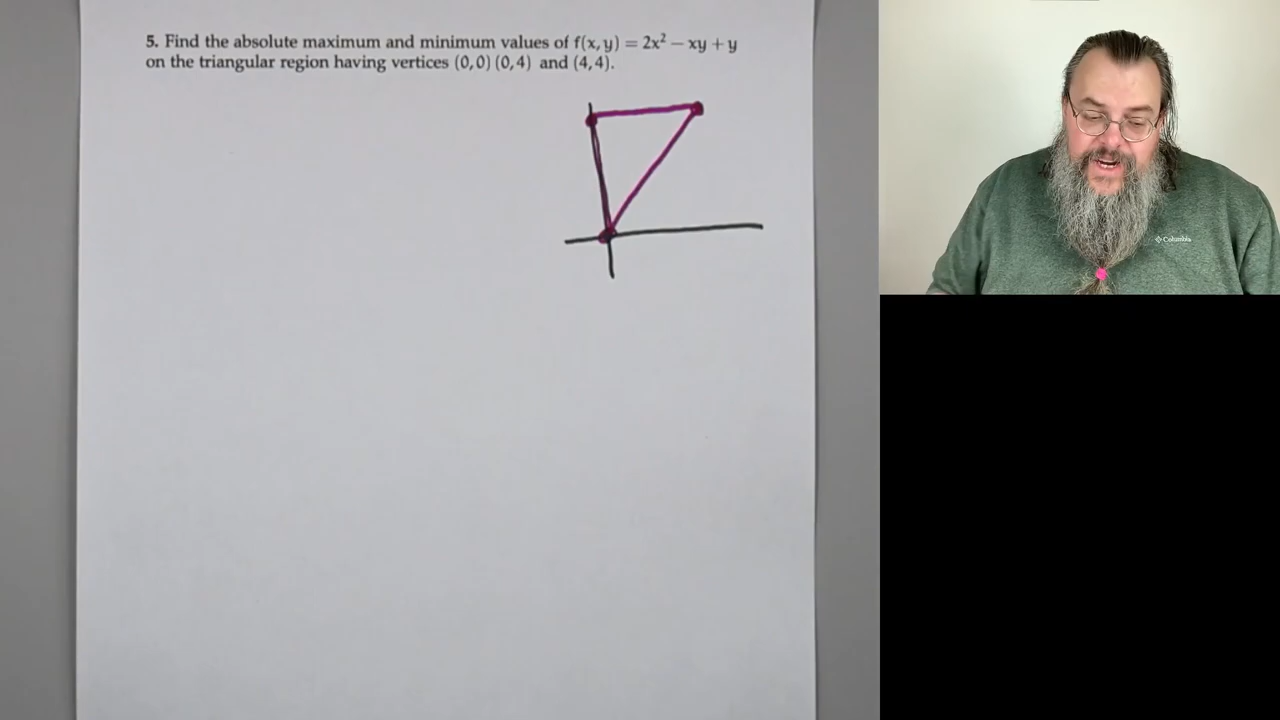 5. Find the absolute maximum and minimum values of f(x, y) = 2x² − xy + y
on the triangular region having vertices (0, 0) (0, 4) and (4, 4).
Columbia